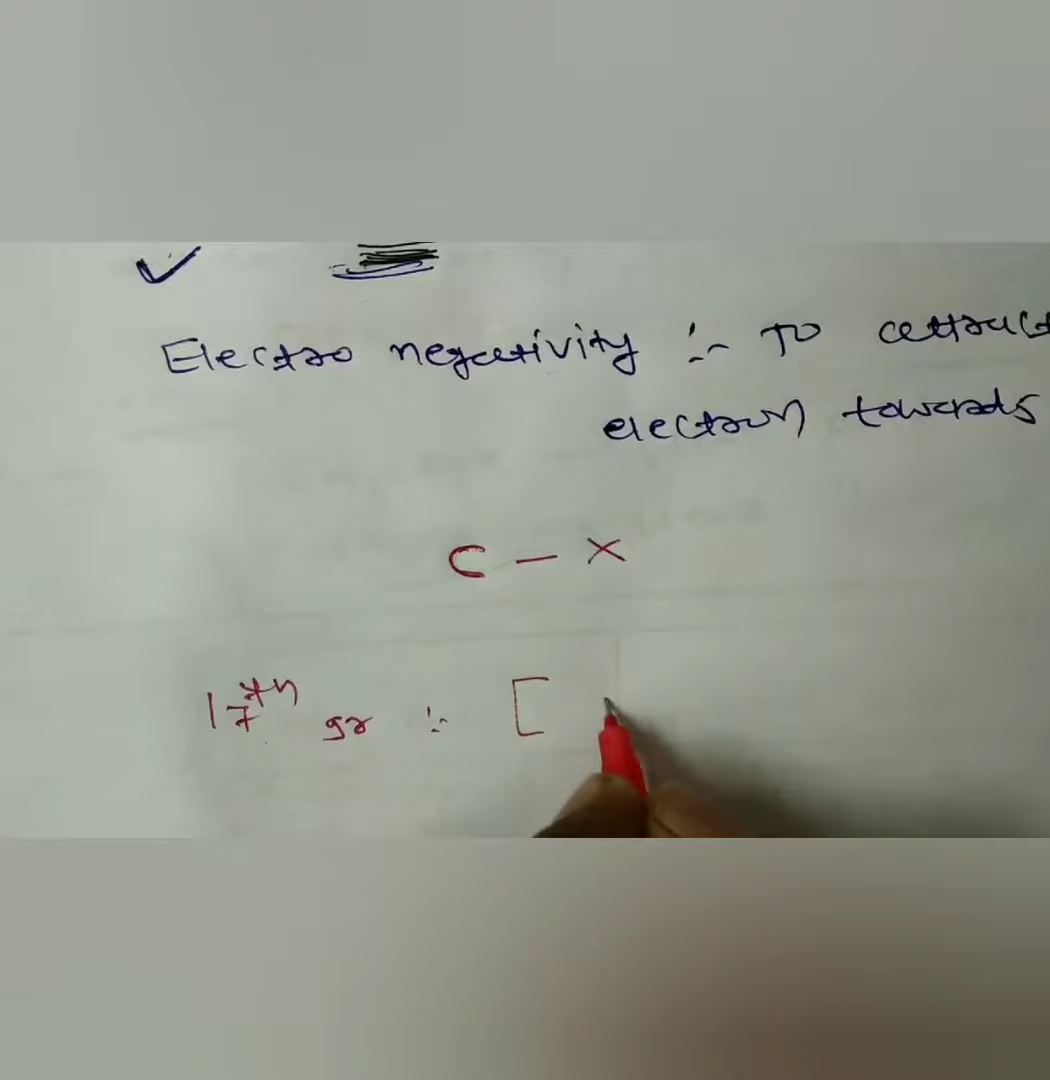 Electro negativity :- To attract
electron towards
C - X
17th gr :- [